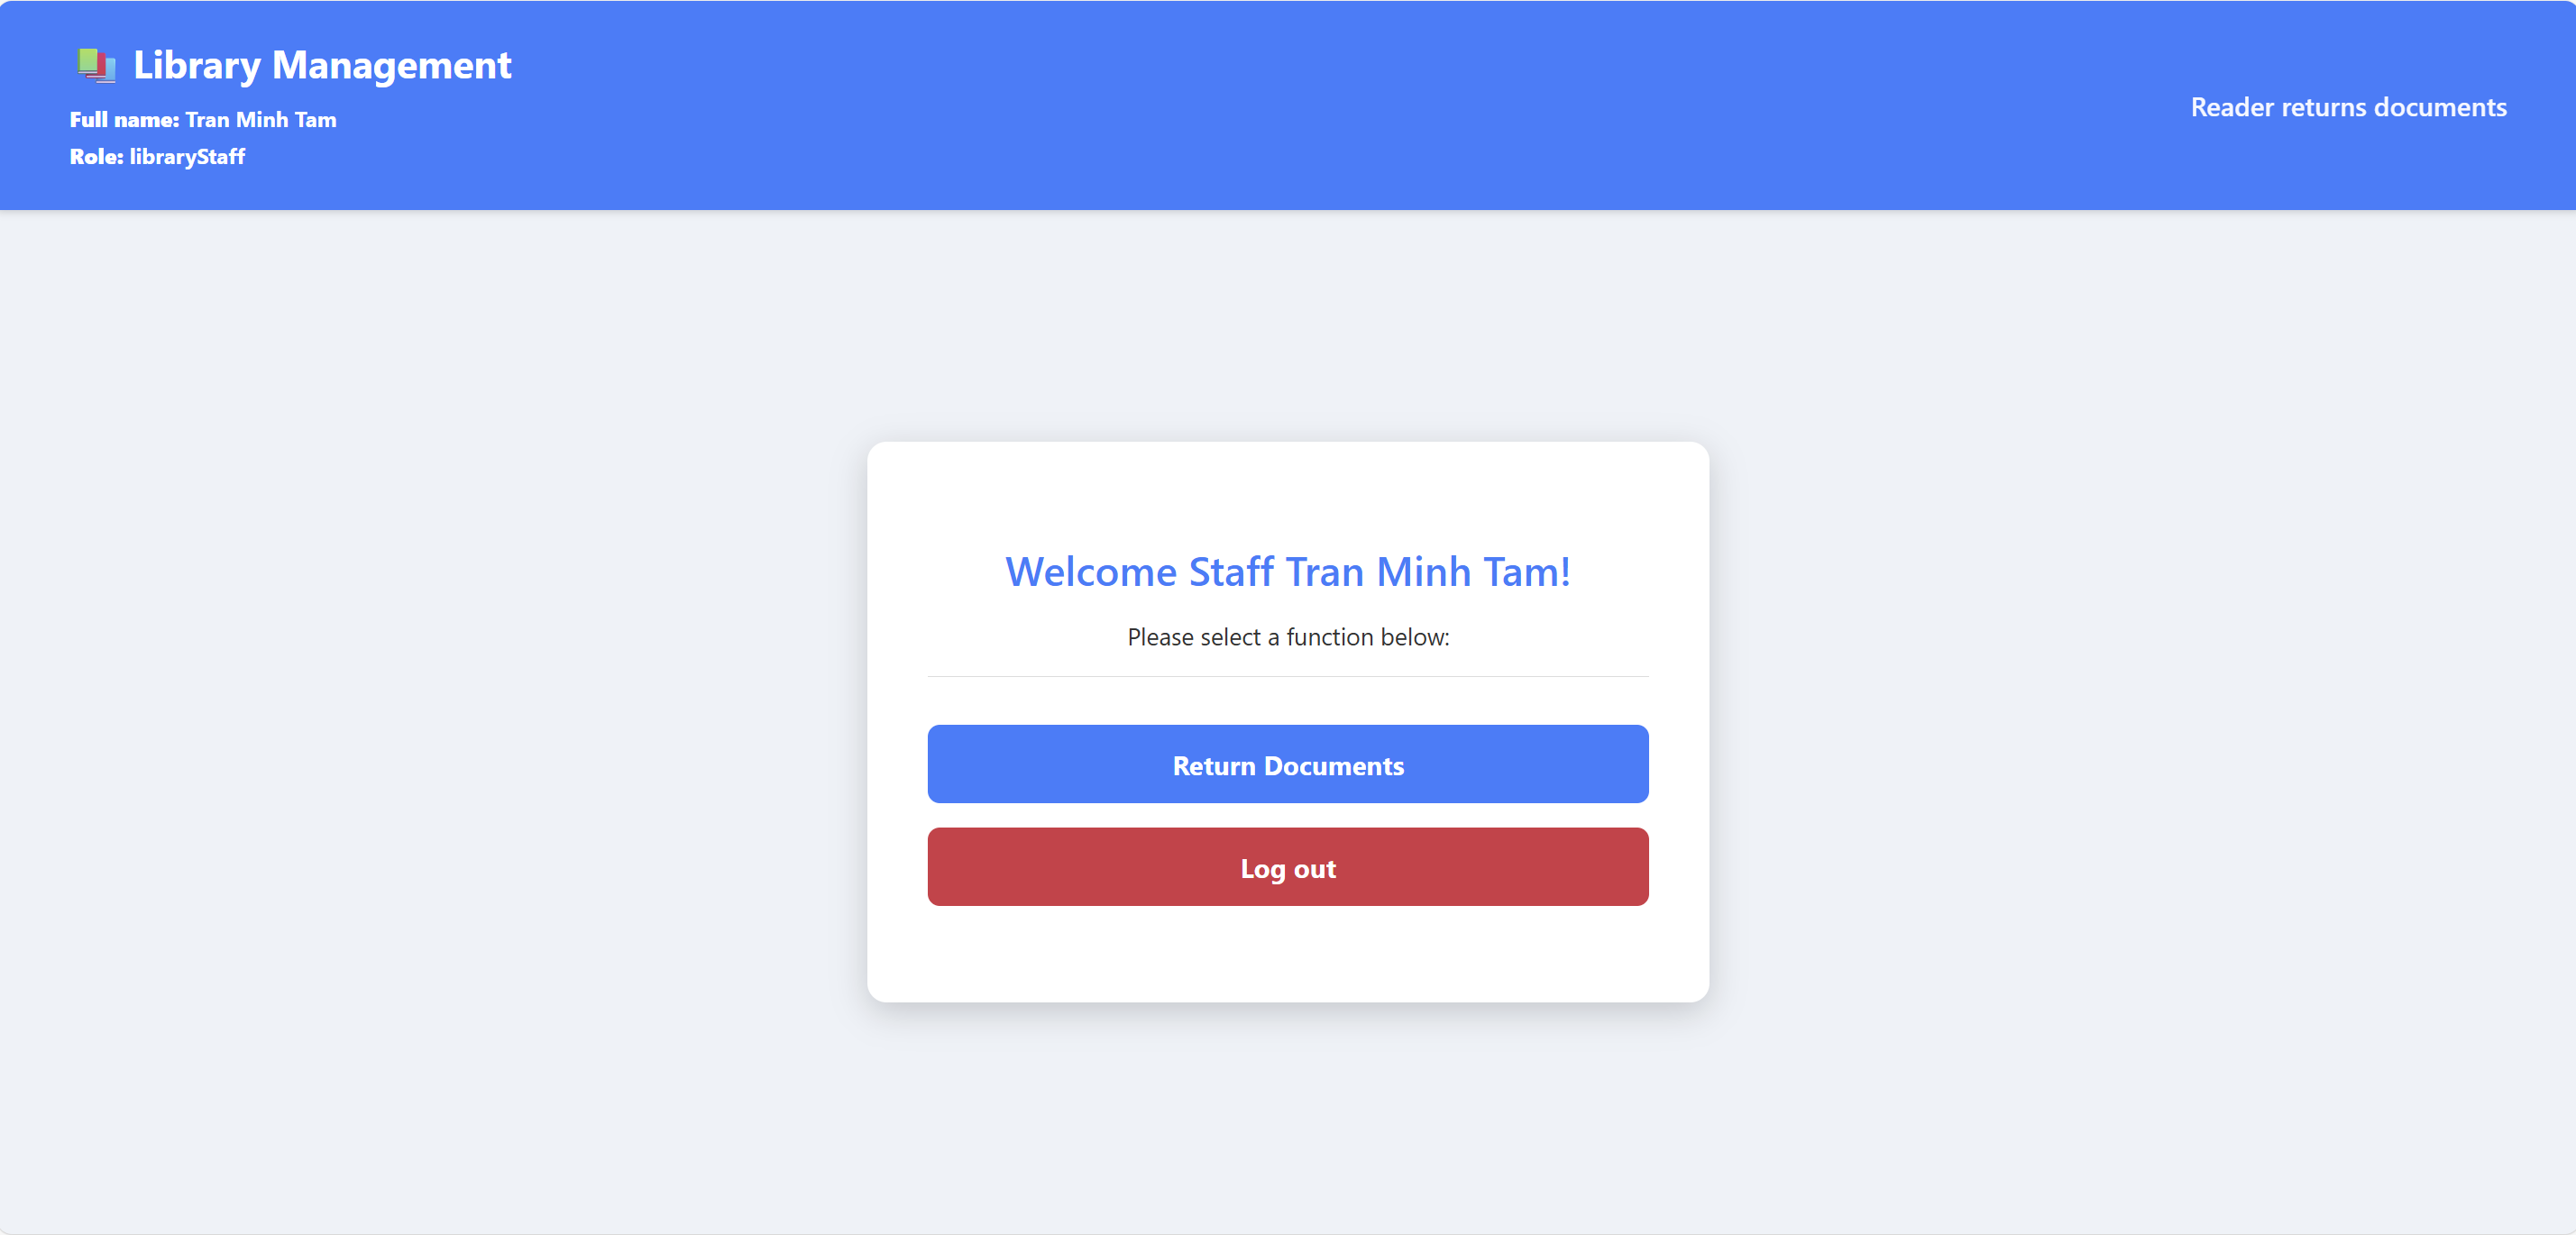 Library Management
Full name: Tran Minh Tam
Role: libraryStaff
Reader returns documents
Welcome Staff Tran Minh Tam!
Please select a function below:
Return Documents
Log out